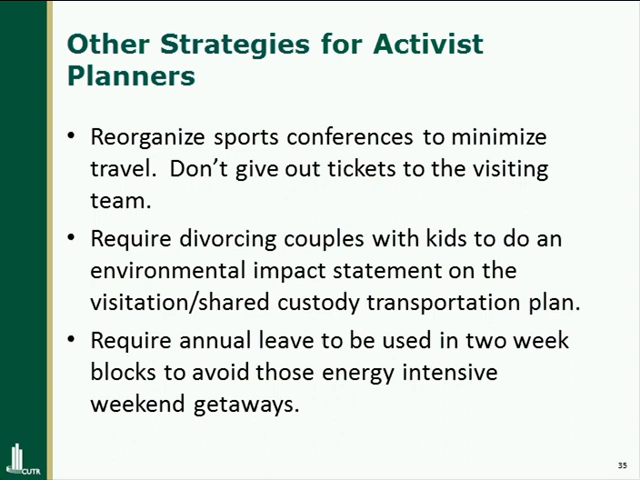 Other Strategies for Activist
Planners
• Reorganize sports conferences to minimize
travel.  Don’t give out tickets to the visiting
team.
• Require divorcing couples with kids to do an
environmental impact statement on the
visitation/shared custody transportation plan.
• Require annual leave to be used in two week
blocks to avoid those energy intensive
weekend getaways.
CUTR
35